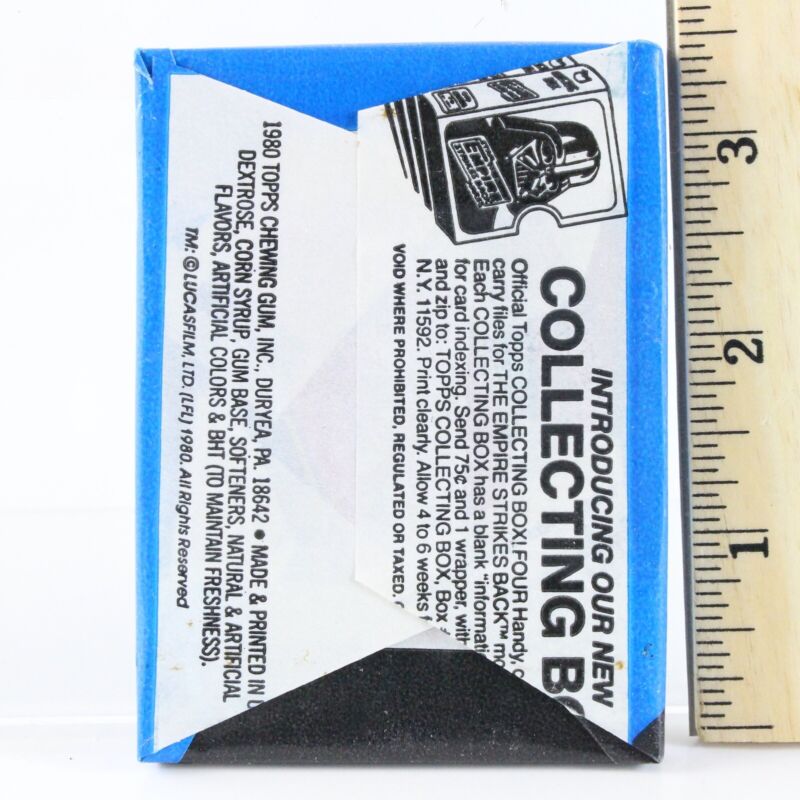 INTRODUCING OUR NEW
COLLECTING
Official Topps COLLECTING BOX! FOUR Handy,
carry files for THE EMPIRE STRIKES BACK™
Each COLLECTING BOX has a blank "informati
for card indexing. Send 75¢ and 1 wrapper, with
and zip to: TOPPS COLLECTING BOX, Box
N.Y. 11592. Print clearly. Allow 4 to 6 weeks
VOID WHERE PROHIBITED, REGULATED OR TAXED.
1980 TOPPS CHEWING GUM, INC., DURYEA, PA. 18642 • MADE & PRINTED IN
DEXTROSE, CORN SYRUP, GUM BASE, SOFTENERS, NATURAL & ARTIFICIAL
FLAVORS, ARTIFICIAL COLORS & BHT (TO MAINTAIN FRESHNESS).
TM: © LUCASFILM, LTD. (LFL) 1980. All Rights Reserved
3
2
1